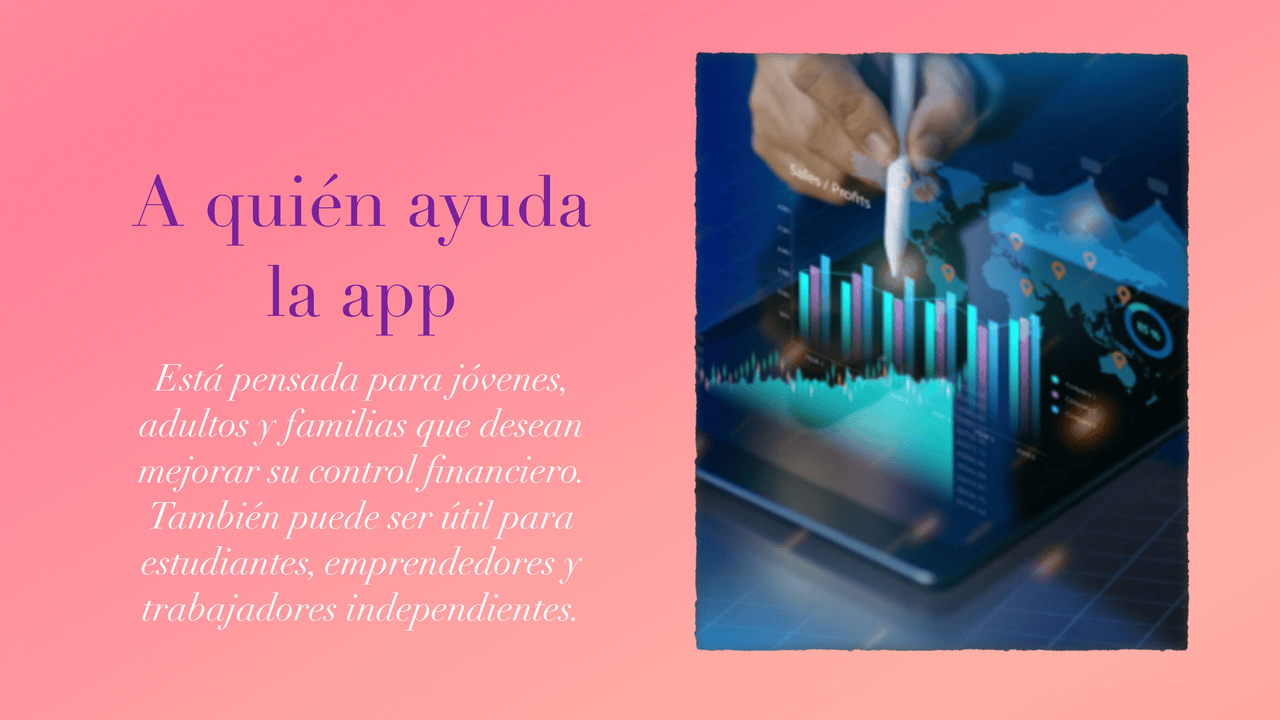 A quién ayuda
la app
Está pensada para jóvenes,
adultos y familias que desean
mejorar su control financiero.
También puede ser útil para
estudiantes, emprendedores y
trabajadores independientes.
Sales / Profits